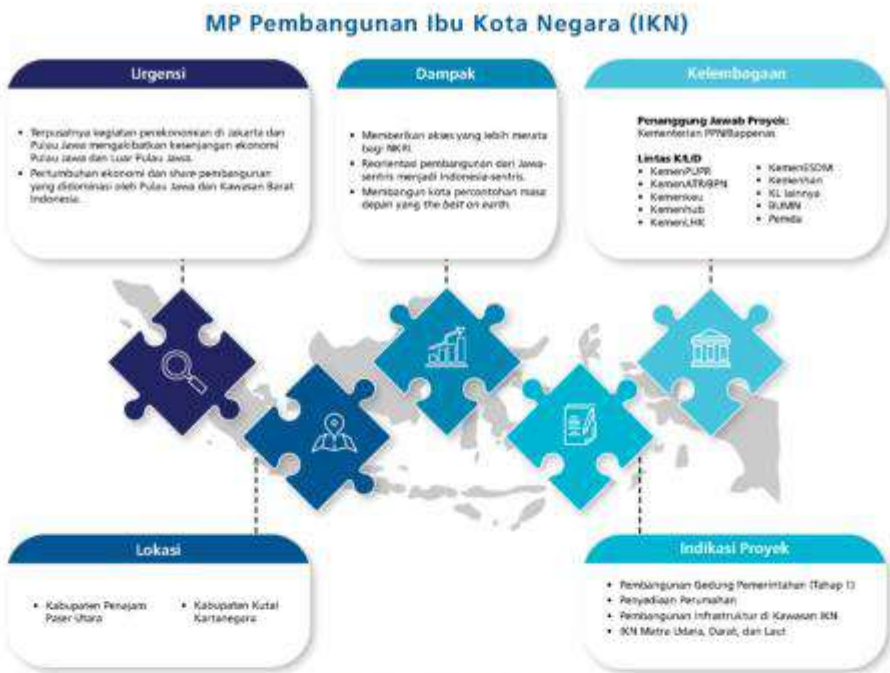 MP Pembangunan Ibu Kota Negara (IKN)
Urgensi
• Terpusatnya kegiatan perekonomian di Jakarta dan
Pulau Jawa mengakibatkan kesenjangan ekonomi
Pulau Jawa dan Luar Pulau Jawa.
• Pertumbuhan ekonomi dan share pembangunan
yang didominasi oleh Pulau Jawa dan Kawasan Barat
Indonesia.
Dampak
• Memberikan akses yang lebih merata
bagi NKRI.
• Reorientasi pembangunan dari Jawa-
sentris menjadi Indonesia-sentris.
• Membangun kota percontohan masa
depan yang the best on earth.
Kelembagaan
Penanggung Jawab Proyek:
Kementerian PPN/Bappenas
Lintas K/L/D
• KemenPUPR
• KemenATR/BPN
• Kemenkeu
• Kemenhub
• KemenLHK
• KemenESDM
• Kemenhan
• KL lainnya
• BUMN
• Pemda
Lokasi
• Kabupaten Penajam
Paser Utara
• Kabupaten Kutai
Kartanegara
Indikasi Proyek
• Pembangunan Gedung Pemerintahan (Tahap 1)
• Penyediaan Perumahan
• Pembangunan Infrastruktur di Kawasan IKN
• IKN Matra Udara, Darat, dan Laut